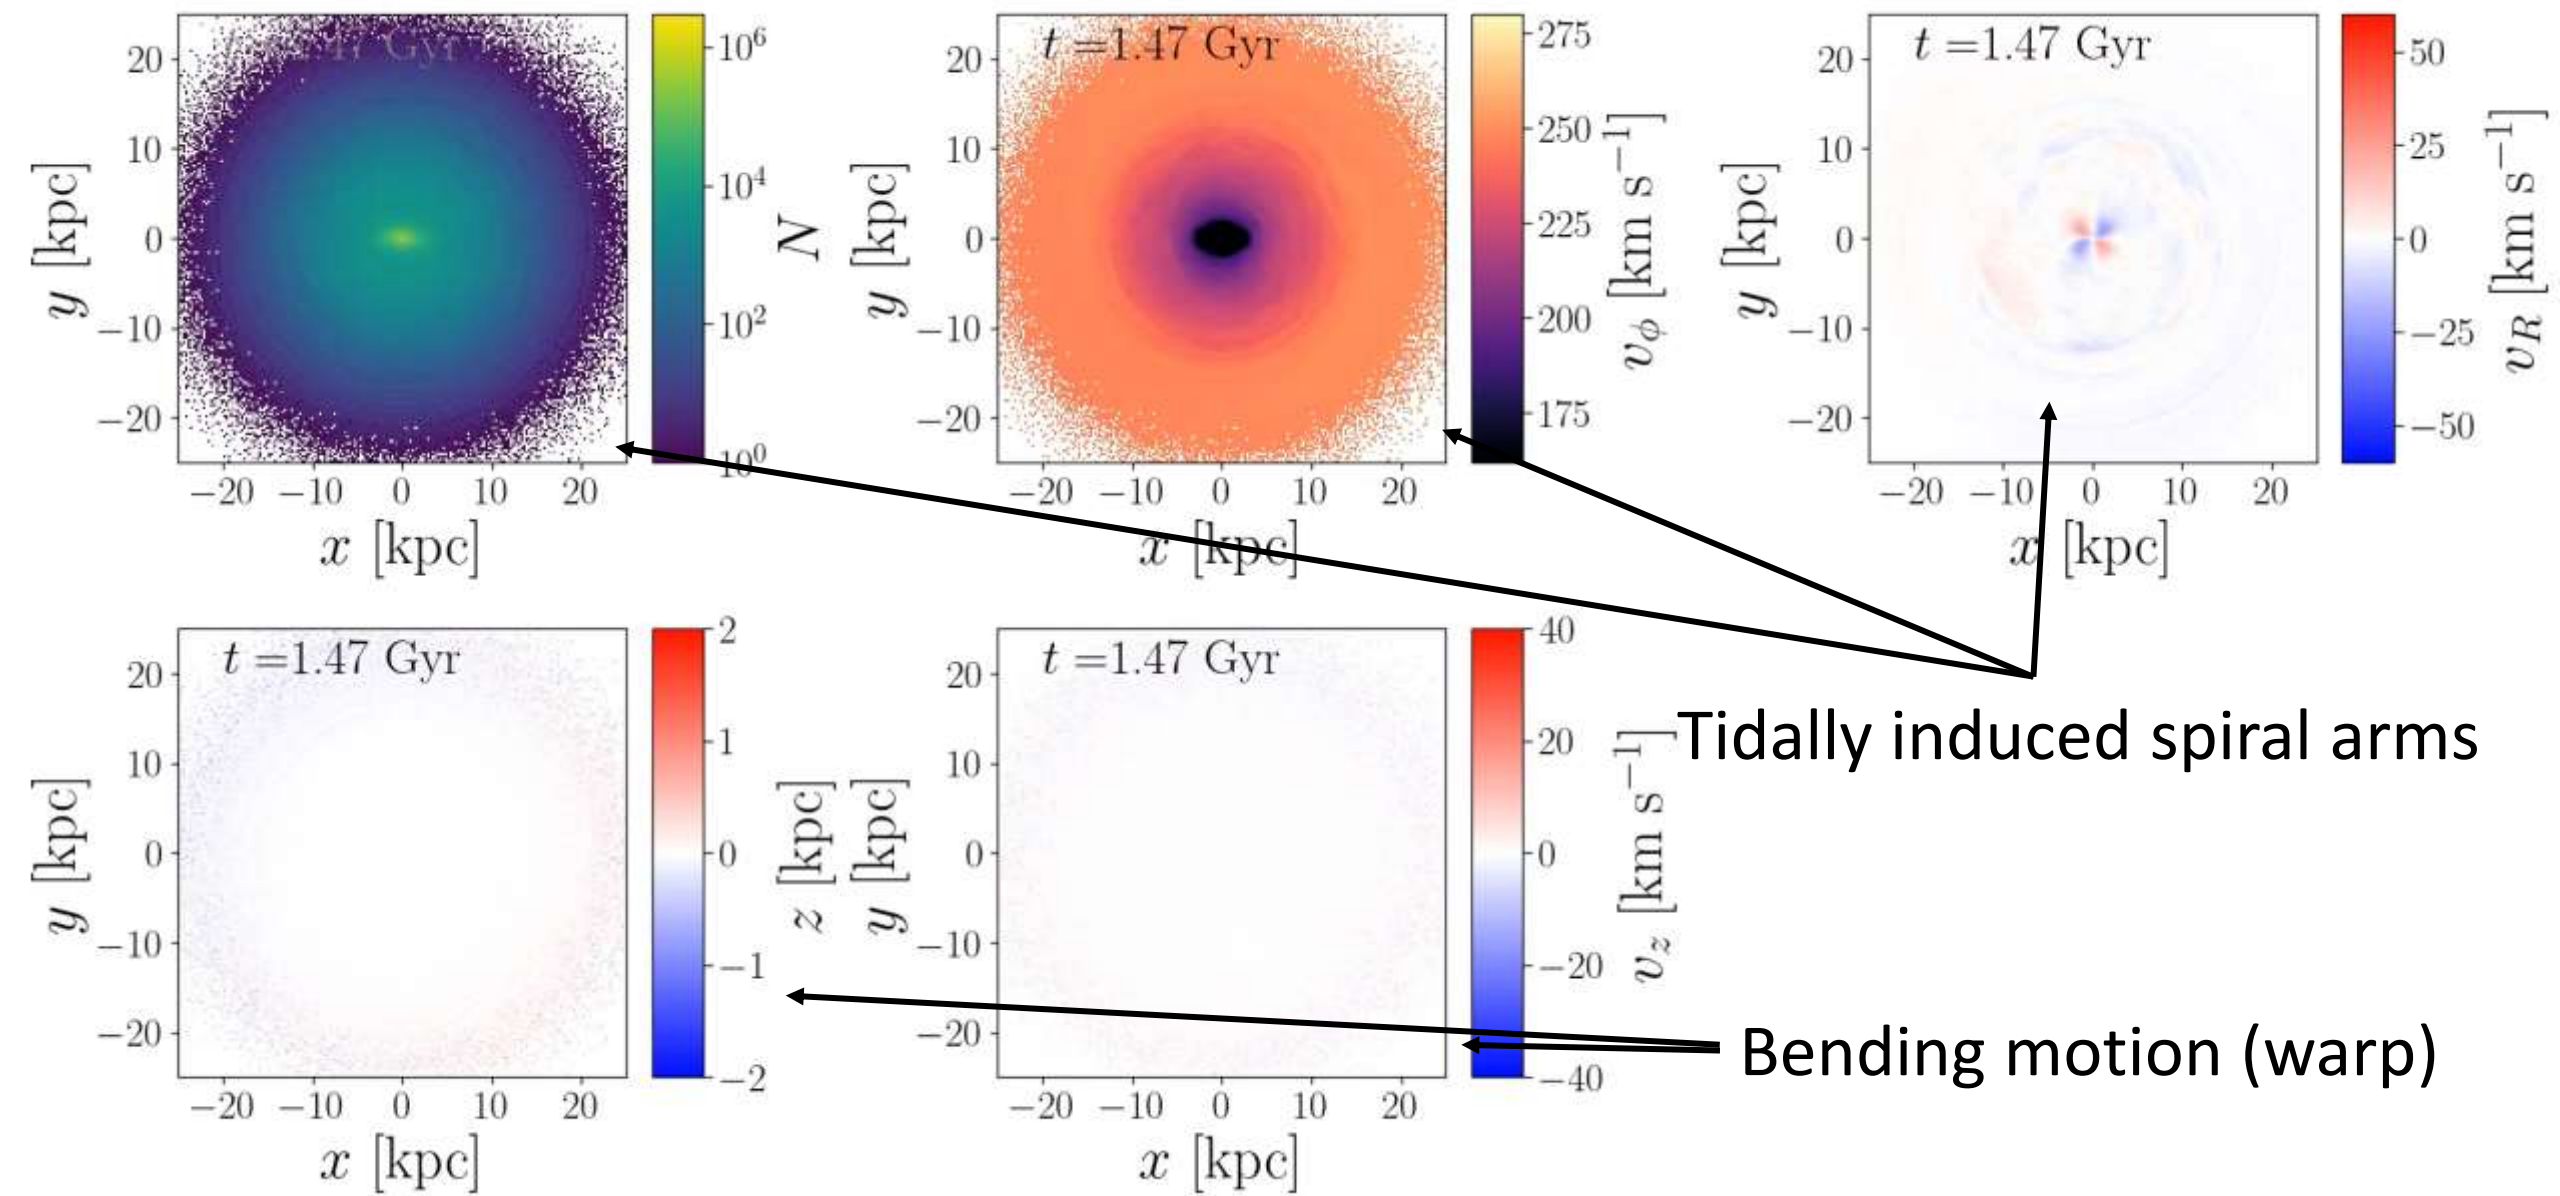 t =1.47 Gyr
20
10
0
−10
−20
−20 −10 0 10 20
x [kpc]
y [kpc]
10^6
10^4
10^2
10^0
N
t =1.47 Gyr
20
10
0
−10
−20
−20 −10 0 10 20
x [kpc]
y [kpc]
275
250
225
200
175
v_ϕ [km s^−1]
t =1.47 Gyr
20
10
0
−10
−20
−20 −10 0 10 20
x [kpc]
y [kpc]
50
25
0
−25
−50
v_R [km s^−1]
t =1.47 Gyr
20
10
0
−10
−20
−20 −10 0 10 20
x [kpc]
y [kpc]
2
1
0
−1
−2
z [kpc]
t =1.47 Gyr
20
10
0
−10
−20
−20 −10 0 10 20
x [kpc]
y [kpc]
40
20
0
−20
−40
v_z [km s^−1]
Tidally induced spiral arms
Bending motion (warp)